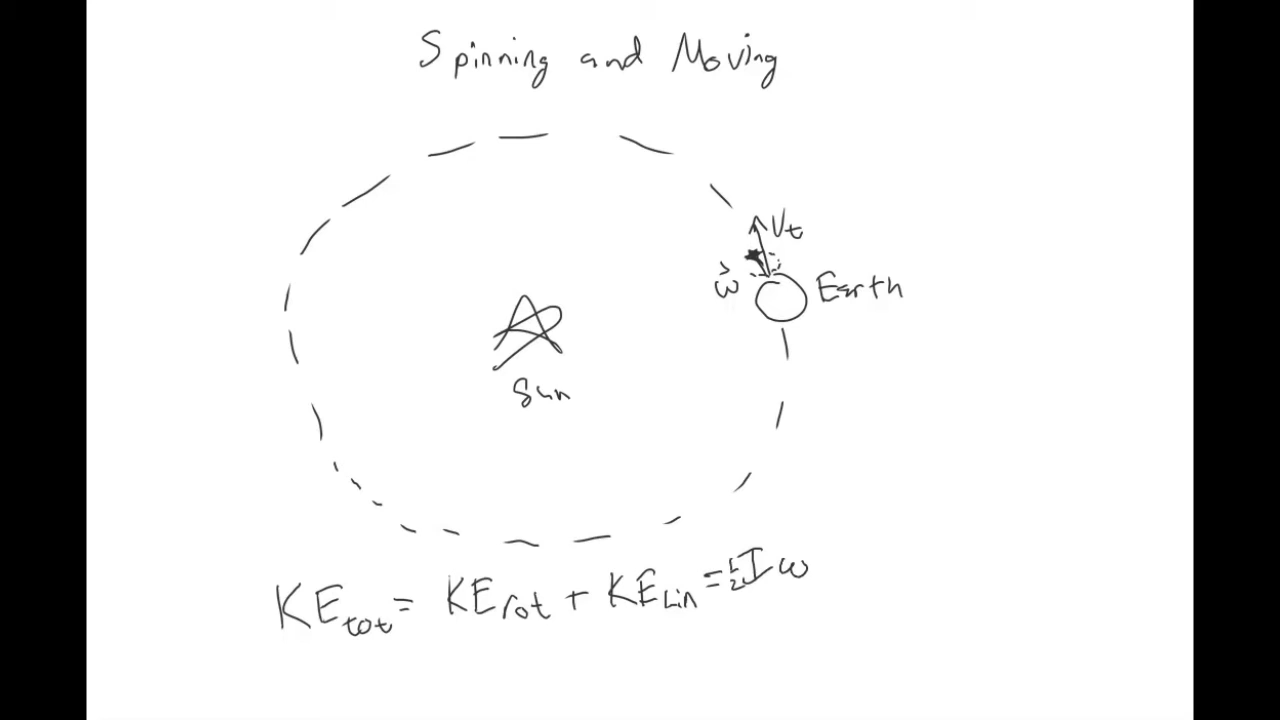 Spinning and Moving
Vt
ω⃗
Earth
Sun
KEtot = KErot + KELin = ½Iω